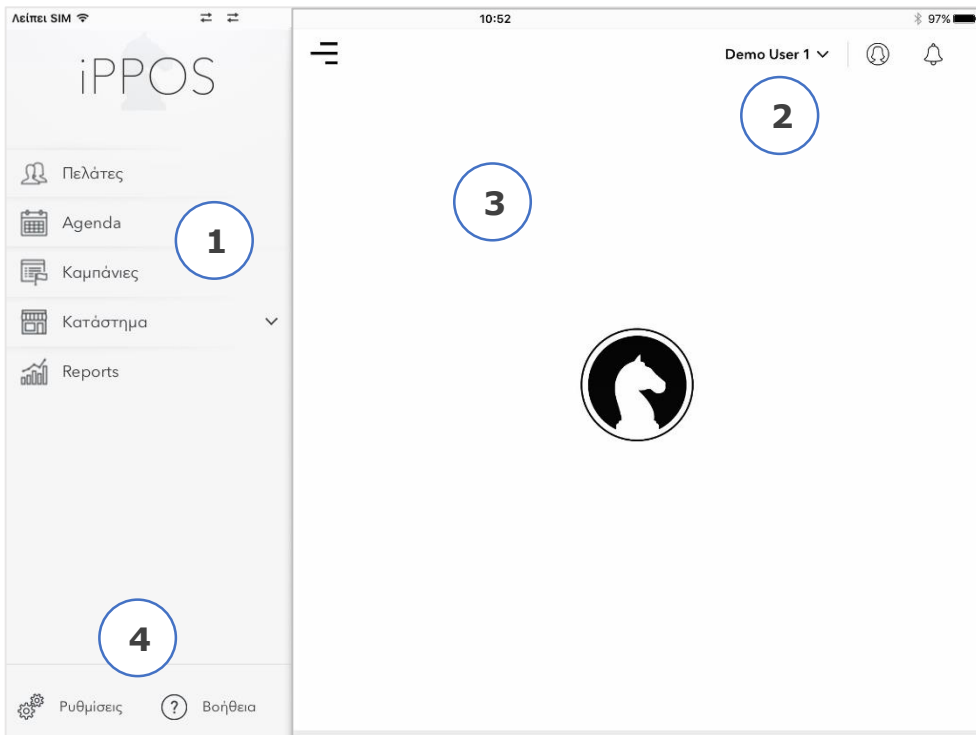 Λείπει SIM
10:52
97%
iPPOS
Demo User 1
2
Πελάτες
3
Agenda
1
Καμπάνιες
Κατάστημα
Reports
4
Ρυθμίσεις
?
Βοήθεια